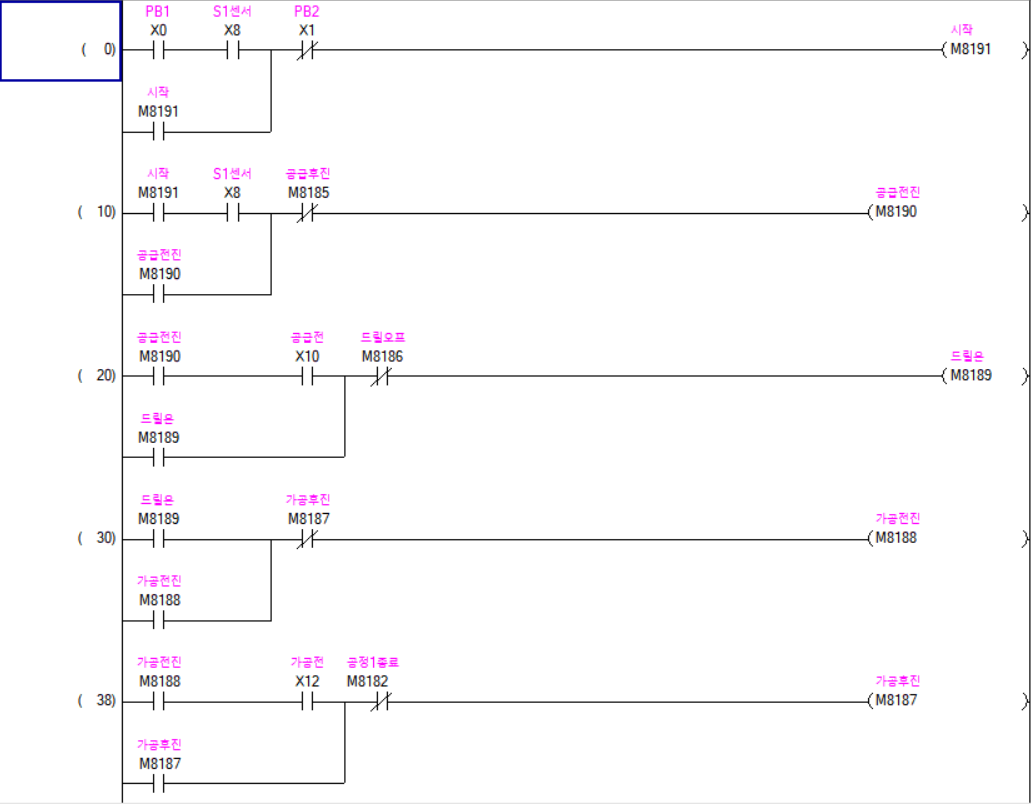 PB1 S1센서 PB2
X0 X8 X1 시작
( 0) ( M8191 )
시작
M8191
시작 S1센서 공급후진
M8191 X8 M8185 공급전진
( 10) ( M8190 )
공급전진
M8190
공급전진 공급전 드릴오프
M8190 X10 M8186 드릴온
( 20) ( M8189 )
드릴온
M8189
드릴온 가공후진
M8189 M8187 가공전진
( 30) ( M8188 )
가공전진
M8188
가공전진 가공전 공정1종료
M8188 X12 M8182 가공후진
( 38) ( M8187 )
가공후진
M8187